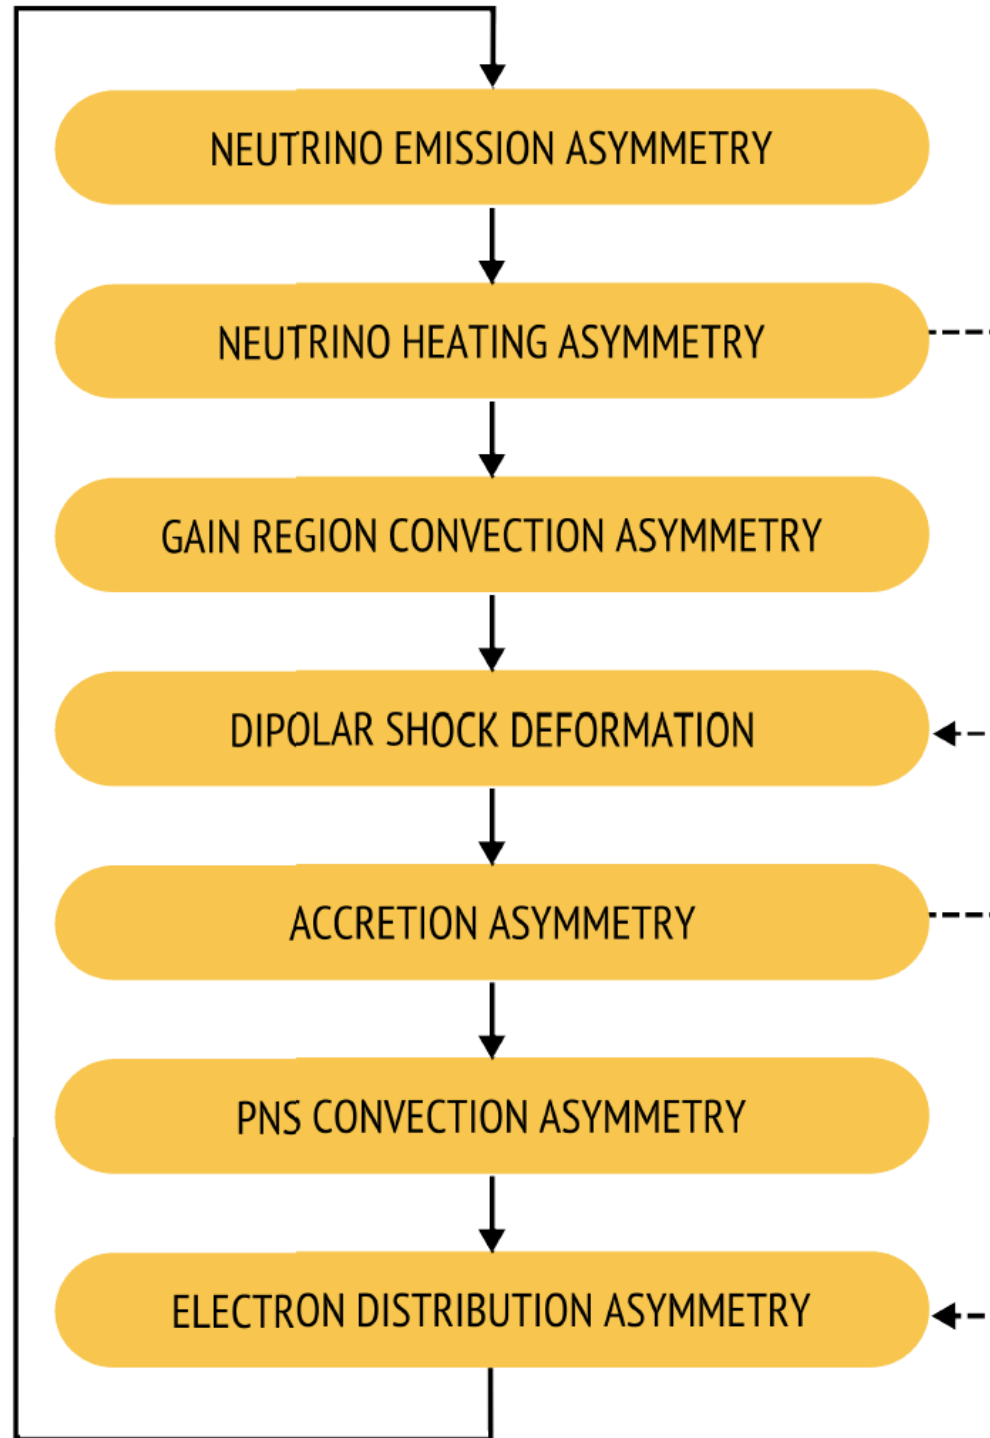 NEUTRINO EMISSION ASYMMETRY
NEUTRINO HEATING ASYMMETRY
GAIN REGION CONVECTION ASYMMETRY
DIPOLAR SHOCK DEFORMATION
ACCRETION ASYMMETRY
PNS CONVECTION ASYMMETRY
ELECTRON DISTRIBUTION ASYMMETRY